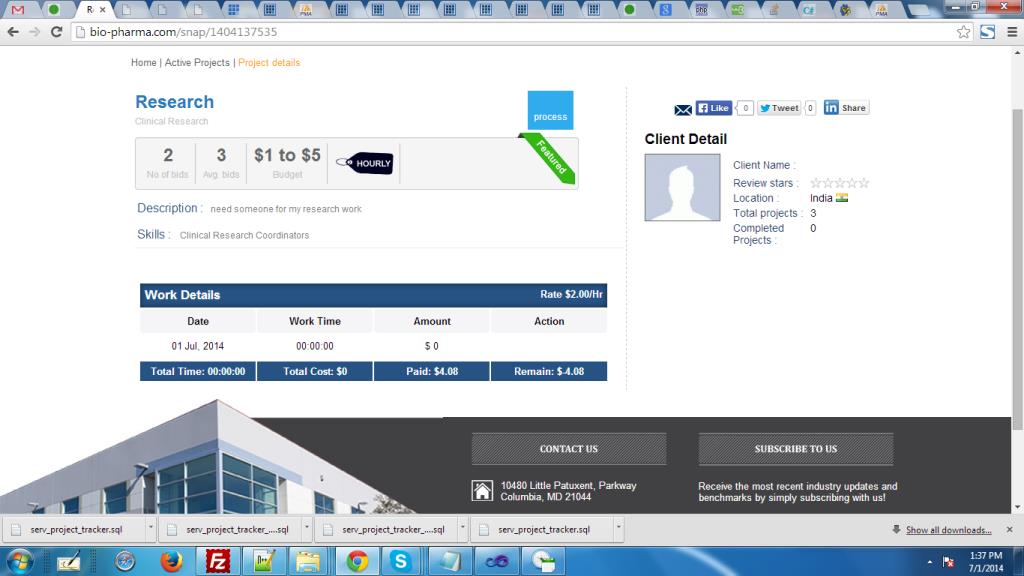 R
bio-pharma.com/snap/1404137535
Home | Active Projects | Project details
Research
Clinical Research
process
Featured
2
No of bids
3
Avg. bids
$1 to $5
Budget
HOURLY
Description : need someone for my research work
Skills : Clinical Research Coordinators
Like 0
Tweet 0
Share
Client Detail
Client Name :
Review stars :
Location : India
Total projects : 3
Completed 0
Projects :
Work Details Rate $2.00/Hr
Date Work Time Amount Action
01 Jul, 2014 00:00:00 $ 0
Total Time: 00:00:00 Total Cost: $0 Paid: $4.08 Remain: $-4.08
CONTACT US
10480 Little Patuxent, Parkway
Columbia, MD 21044
SUBSCRIBE TO US
Receive the most recent industry updates and
benchmarks by simply subscribing with us!
serv_project_tracker.sql serv_project_tracker_....sql serv_project_tracker_....sql serv_project_tracker.sql Show all downloads...
1:37 PM
7/1/2014